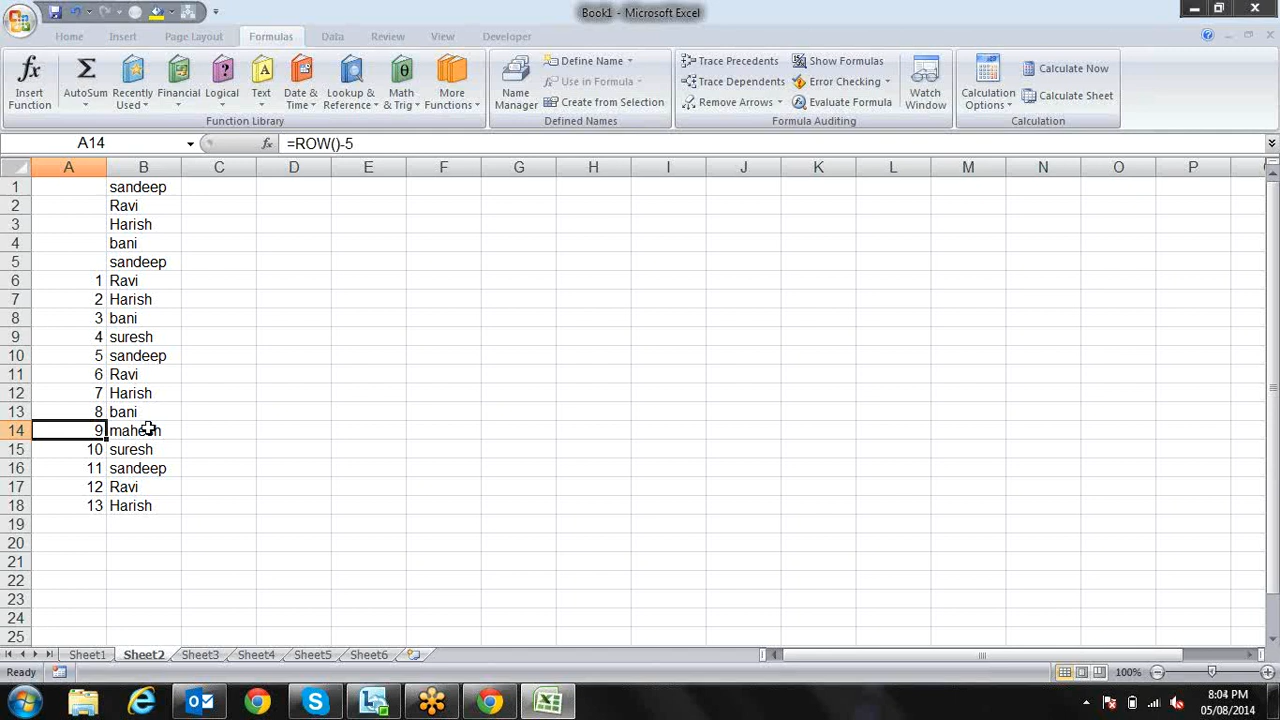 Book1 - Microsoft Excel
Home Insert Page Layout Formulas Data Review View Developer
Insert Function
AutoSum
Recently Used
Financial
Logical
Text
Date & Time
Lookup & Reference
Math & Trig
More Functions
Function Library
Name Manager
Define Name
Use in Formula
Create from Selection
Defined Names
Trace Precedents
Trace Dependents
Remove Arrows
Show Formulas
Error Checking
Evaluate Formula
Formula Auditing
Watch Window
Calculation Options
Calculate Now
Calculate Sheet
Calculation
A14 fx =ROW()-5
A B C D E F G H I J K L M N O P
1 sandeep
2 Ravi
3 Harish
4 bani
5 sandeep
6 1 Ravi
7 2 Harish
8 3 bani
9 4 suresh
10 5 sandeep
11 6 Ravi
12 7 Harish
13 8 bani
14 9 mahesh
15 10 suresh
16 11 sandeep
17 12 Ravi
18 13 Harish
19
20
21
22
23
24
25
Sheet1 Sheet2 Sheet3 Sheet4 Sheet5 Sheet6
Ready 100%
8:04 PM
05/08/2014